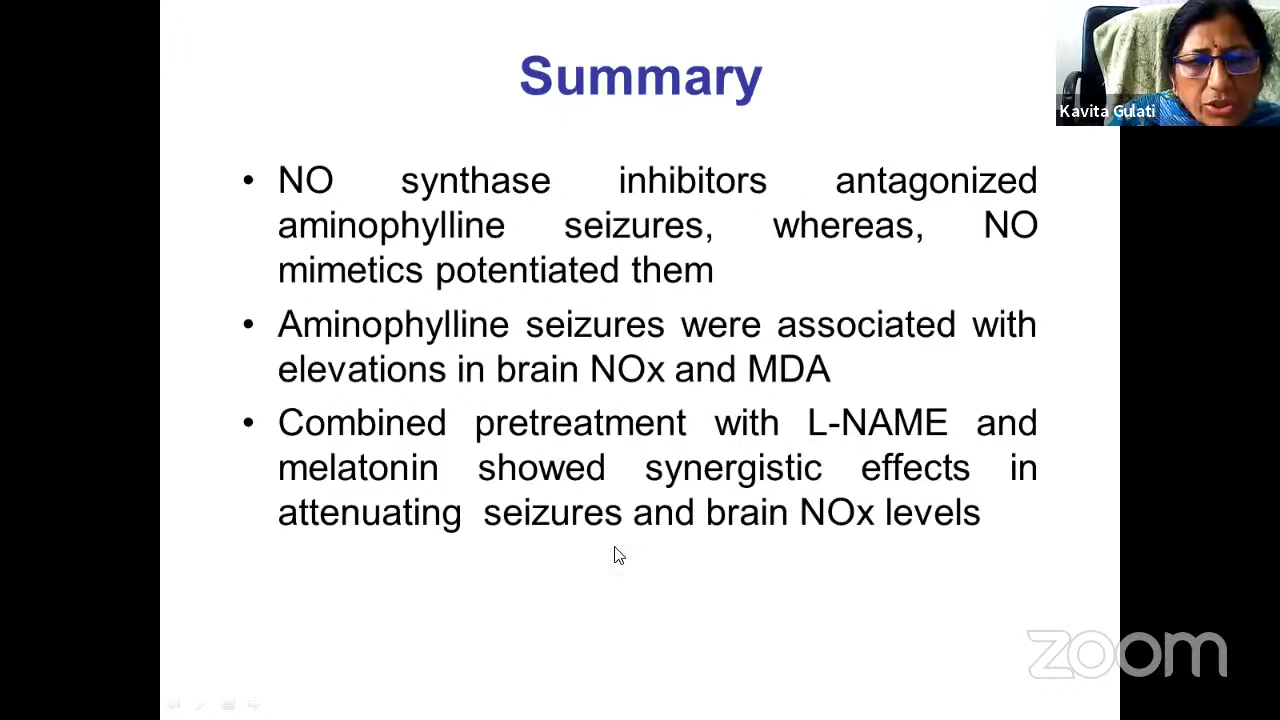 Summary
Kavita Gulati
• NO synthase inhibitors antagonized
aminophylline seizures, whereas, NO
mimetics potentiated them
• Aminophylline seizures were associated with
elevations in brain NOx and MDA
• Combined pretreatment with L-NAME and
melatonin showed synergistic effects in
attenuating seizures and brain NOx levels
zoom